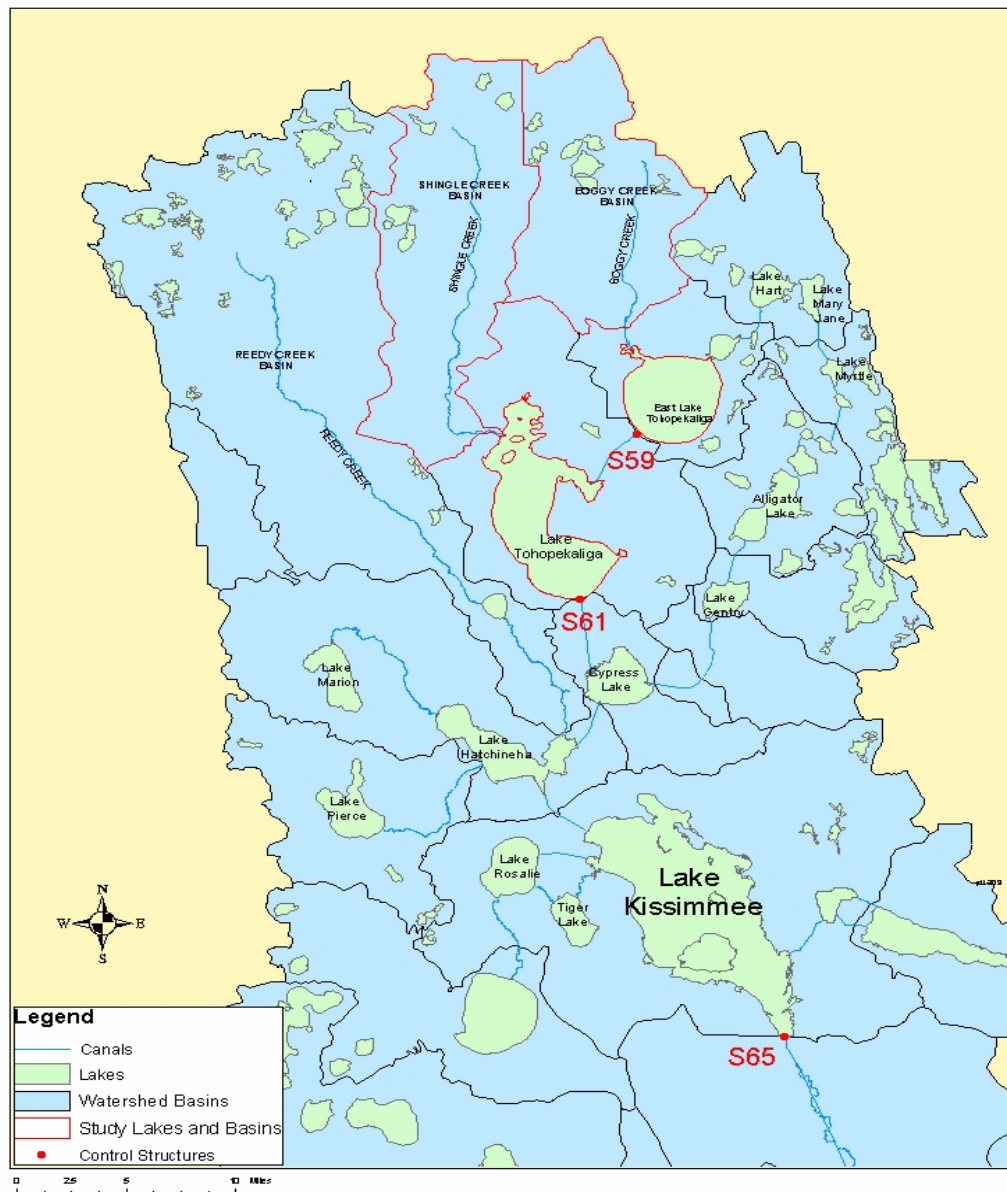 SHINGLE CREEK
BASIN
BOGGY CREEK
BASIN
SHINGLE CREEK
BOGGY CREEK
Lake
Hart
Lake
Mary
Jane
REEDY CREEK
BASIN
Lake
Myrtle
East Lake
Tohopekaliga
REEDY CREEK
S59
Alligator
Lake
Lake
Tohopekaliga
Lake
Gentry
S61
Lake
Marion
Cypress
Lake
Lake
Hatchineha
Lake
Pierce
Lake
Rosalie
Lake
Kissimmee
Tiger
Lake
N
W E
S
S65
Legend
Canals
Lakes
Watershed Basins
Study Lakes and Basins
Control Structures
0 2.5 5 10 Miles